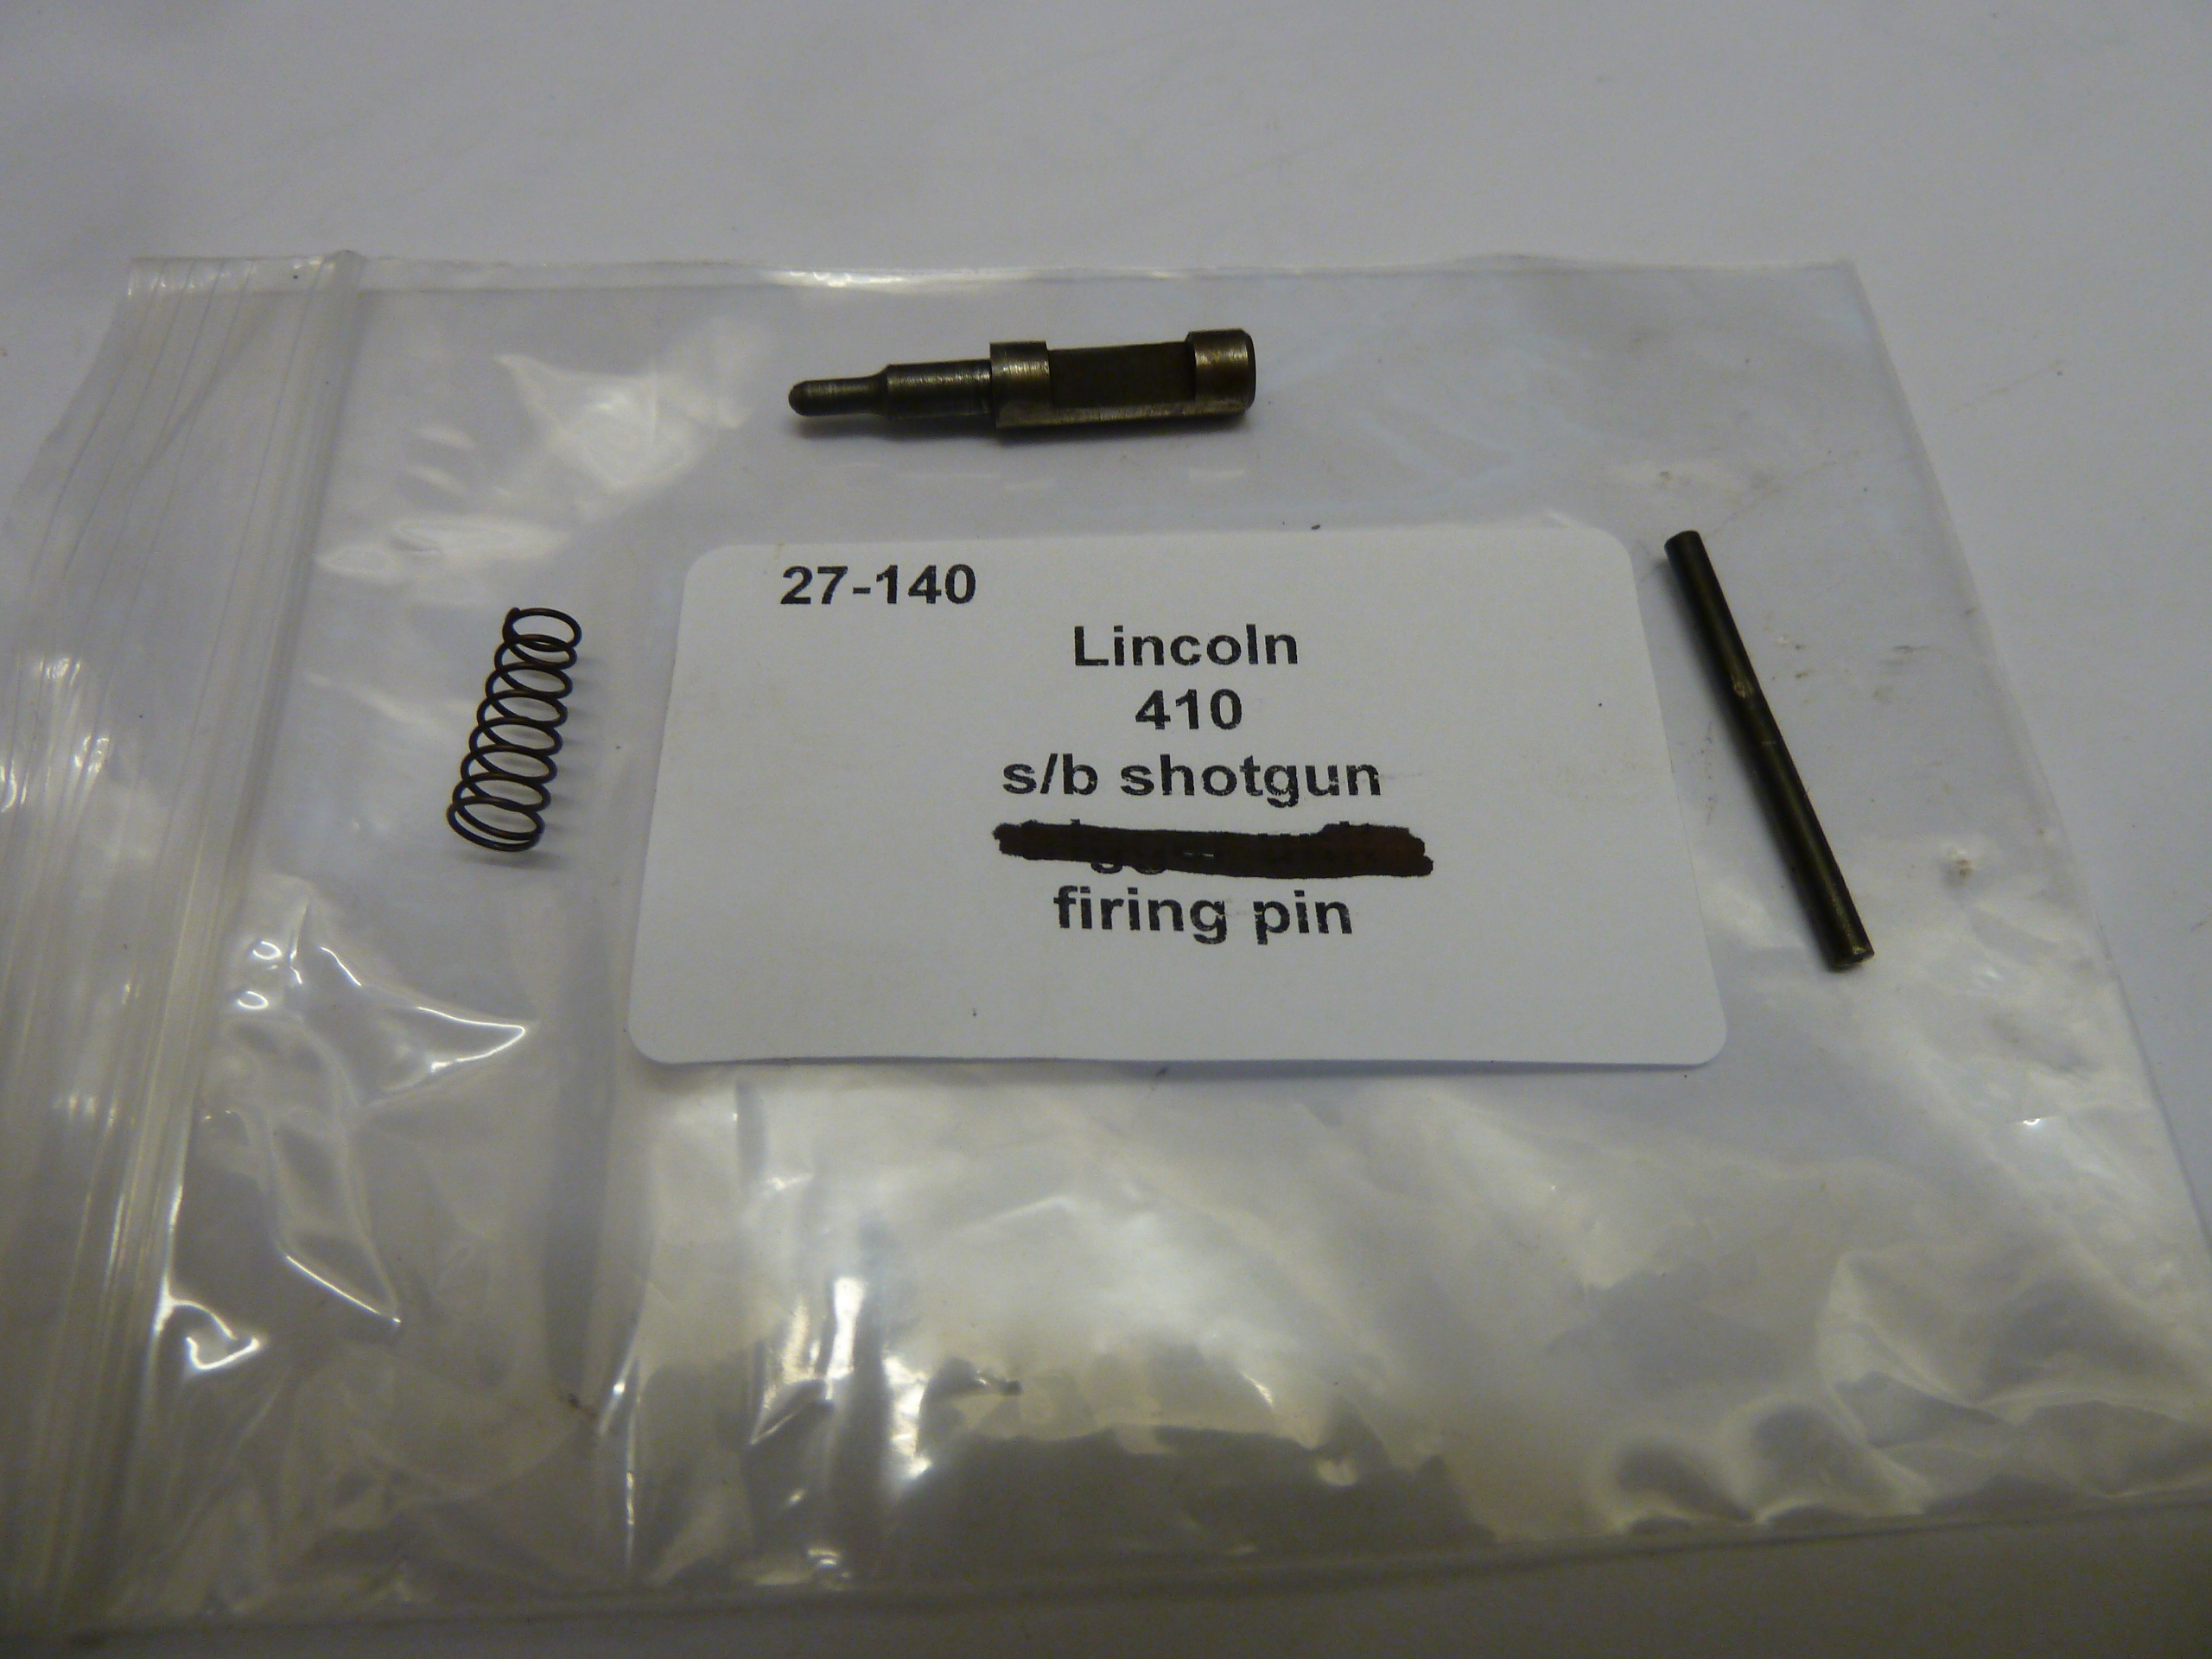 27-140
Lincoln
410
s/b shotgun
firing pin